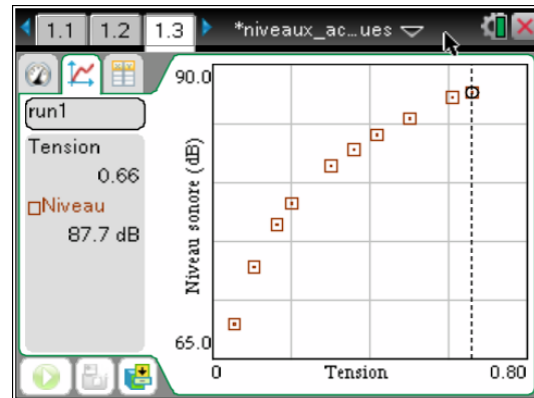 1.1 1.2 1.3 *niveaux_ac...ues
run1
Tension
0.66
Niveau
87.7 dB
90.0
Niveau sonore (dB)
65.0
0 Tension 0.80